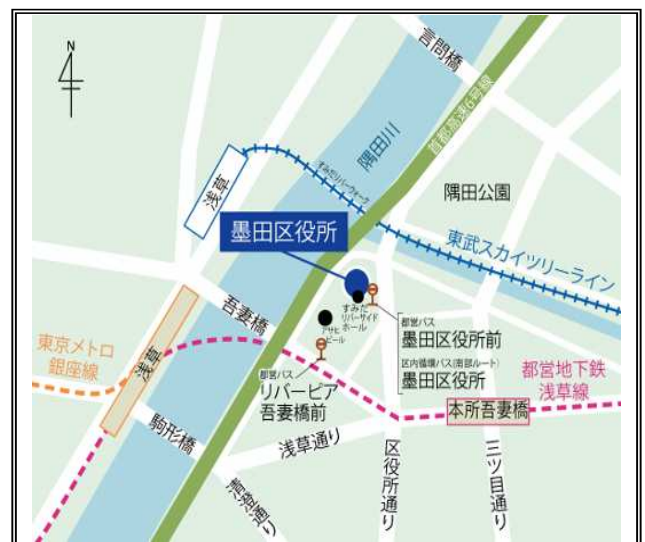 N
言問橋
首都高速6号線
隅田川
すみだリバーウォーク
浅草
隅田公園
墨田区役所
東武スカイツリーライン
吾妻橋
すみだ
リバーサイド
ホール
アサヒ
ビール
都営バス
墨田区役所前
区内循環バス(南部ルート)
墨田区役所
東京メトロ
銀座線
浅草
都営バス
リバーピア
吾妻橋前
都営地下鉄
浅草線
本所吾妻橋
駒形橋
浅草通り
清澄通り
区役所通り
三ツ目通り